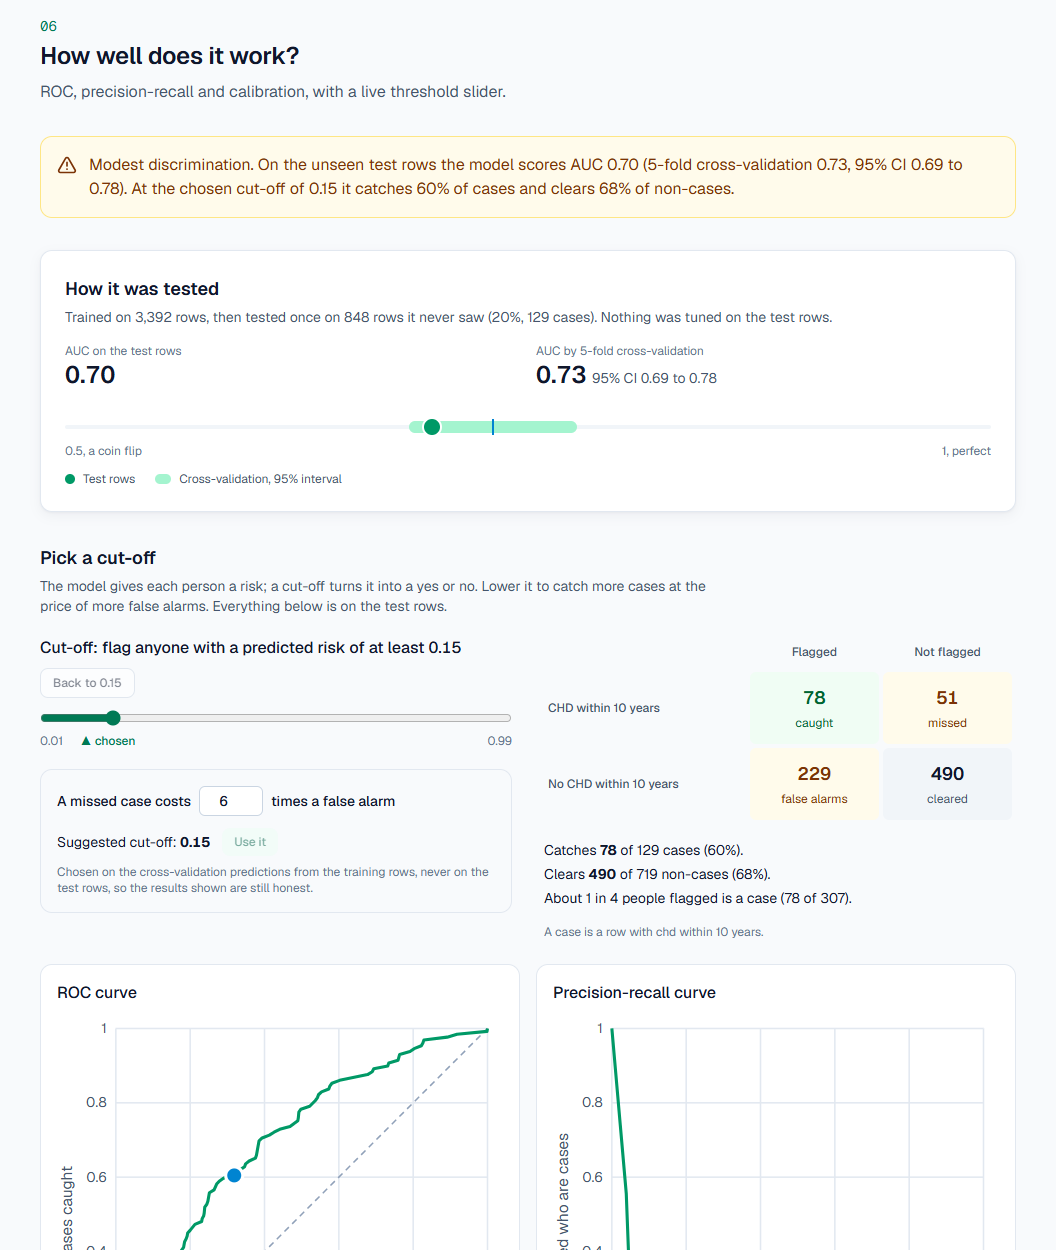 06
How well does it work?
ROC, precision-recall and calibration, with a live threshold slider.
Modest discrimination. On the unseen test rows the model scores AUC 0.70 (5-fold cross-validation 0.73, 95% CI 0.69 to
0.78). At the chosen cut-off of 0.15 it catches 60% of cases and clears 68% of non-cases.
How it was tested
Trained on 3,392 rows, then tested once on 848 rows it never saw (20%, 129 cases). Nothing was tuned on the test rows.
AUC on the test rows
0.70
AUC by 5-fold cross-validation
0.73 95% CI 0.69 to 0.78
0.5, a coin flip
1, perfect
Test rows
Cross-validation, 95% interval
Pick a cut-off
The model gives each person a risk; a cut-off turns it into a yes or no. Lower it to catch more cases at the
price of more false alarms. Everything below is on the test rows.
Cut-off: flag anyone with a predicted risk of at least 0.15
Back to 0.15
0.01
▲ chosen
0.99
A missed case costs 6 times a false alarm
Suggested cut-off: 0.15 Use it
Chosen on the cross-validation predictions from the training rows, never on the
test rows, so the results shown are still honest.
Flagged
Not flagged
CHD within 10 years
78
caught
51
missed
No CHD within 10 years
229
false alarms
490
cleared
Catches 78 of 129 cases (60%).
Clears 490 of 719 non-cases (68%).
About 1 in 4 people flagged is a case (78 of 307).
A case is a row with chd within 10 years.
ROC curve
1
0.8
0.6
0.4
ases caught
Precision-recall curve
1
0.8
0.6
0.4
ed who are cases